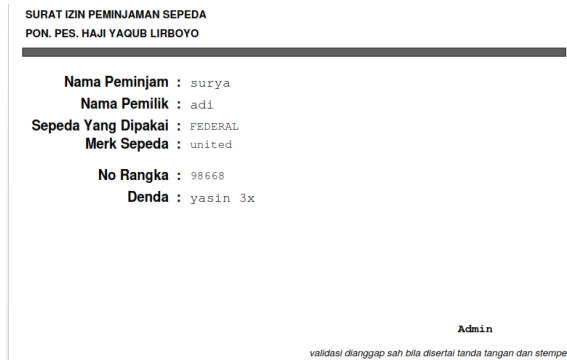 SURAT IZIN PEMINJAMAN SEPEDA
PON. PES. HAJI YAQUB LIRBOYO
Nama Peminjam : surya
Nama Pemilik : adi
Sepeda Yang Dipakai : FEDERAL
Merk Sepeda : united
No Rangka : 98668
Denda : yasin 3x
Admin
validasi dianggap sah bila disertai tanda tangan dan stempe